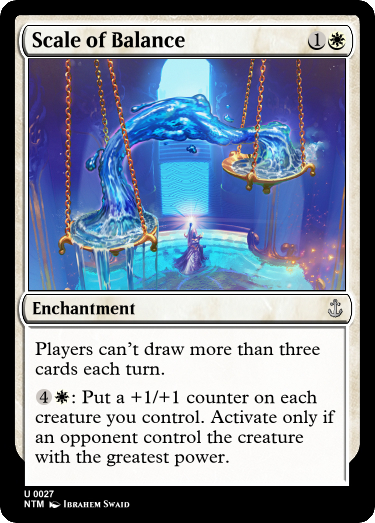 Scale of Balance 1
Enchantment
Players can't draw more than three
cards each turn.
4: Put a +1/+1 counter on each
creature you control. Activate only if
an opponent control the creature
with the greatest power.
U 0027
NTM Ibrahem Swaid